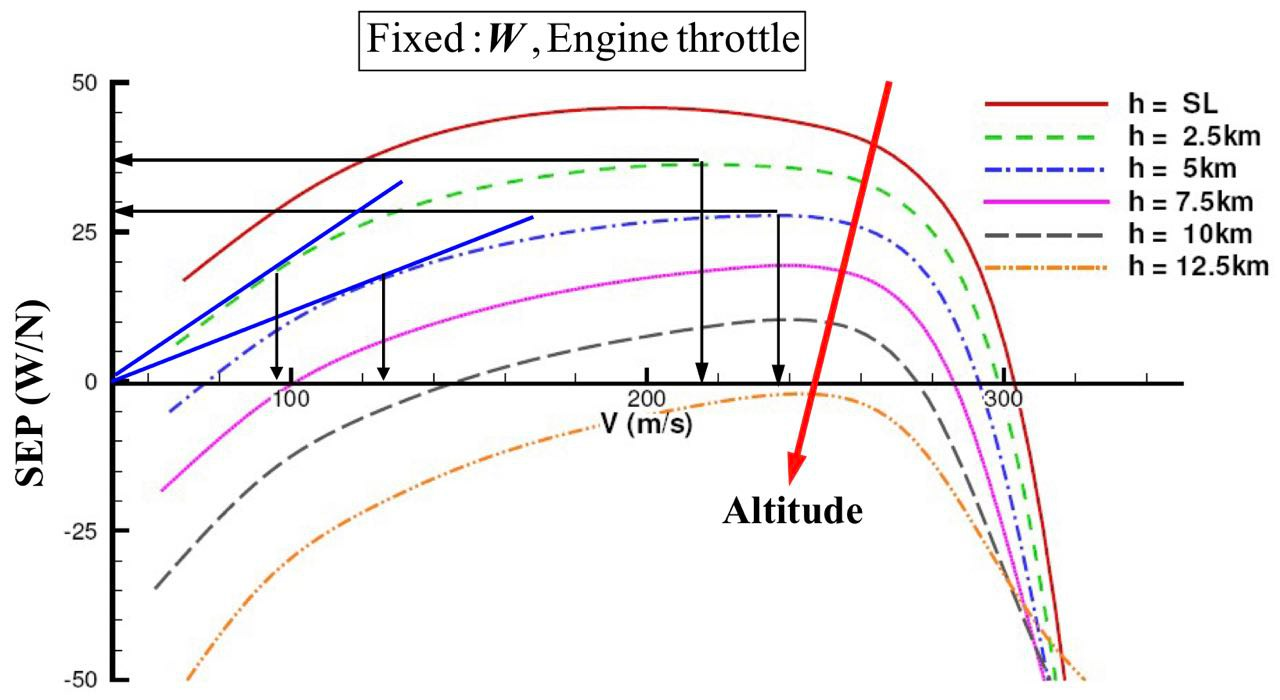 Fixed : W , Engine throttle
50
25
0
-25
-50
SEP (W/N)
100
200
300
V (m/s)
Altitude
h = SL
h = 2.5km
h = 5km
h = 7.5km
h = 10km
h = 12.5km